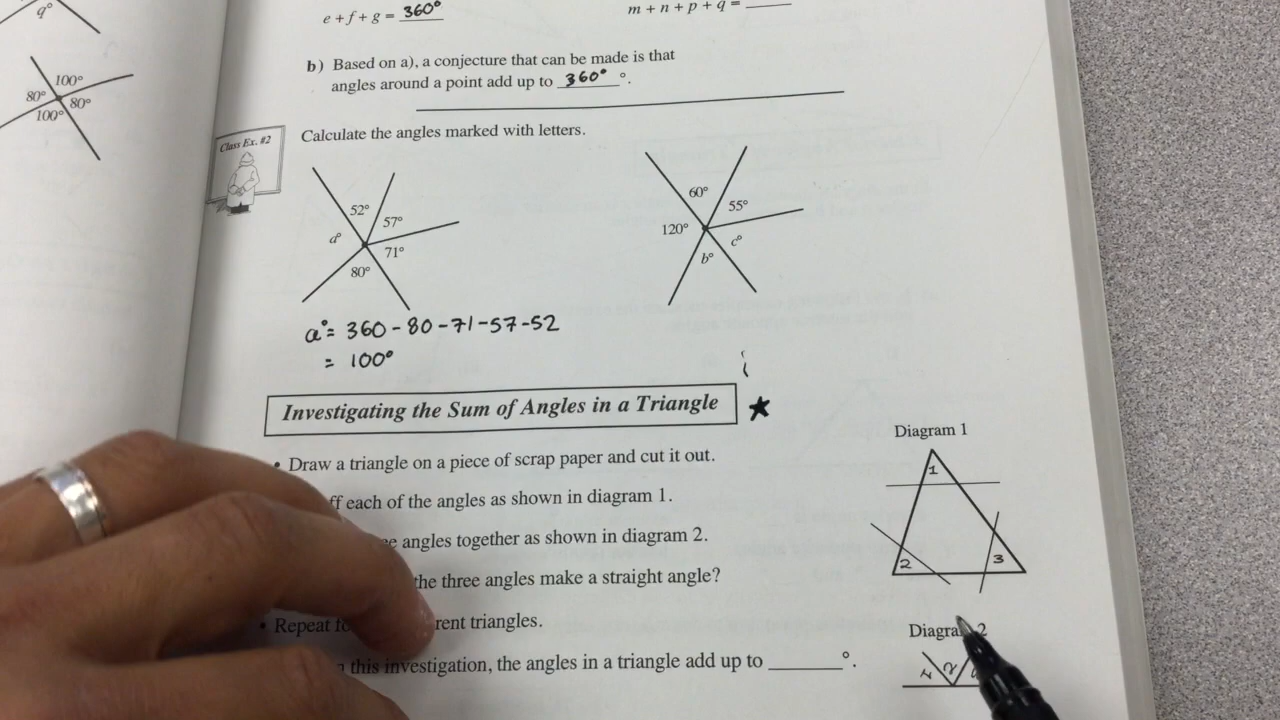 q°
100°
80°
80°
100°
e + f + g = 360°
m + n + p + q =
b) Based on a), a conjecture that can be made is that
angles around a point add up to 360° °.
Class Ex. #2
Calculate the angles marked with letters.
52°
57°
a°
71°
80°
60°
55°
120°
c°
b°
a° = 360 - 80 - 71 - 57 - 52
= 100°
Investigating the Sum of Angles in a Triangle ★
• Draw a triangle on a piece of scrap paper and cut it out.
ff each of the angles as shown in diagram 1.
angles together as shown in diagram 2.
the three angles make a straight angle?
• Repeat
rent triangles.
this investigation, the angles in a triangle add up to ________°.
Diagram 1
1
2
3
Diagra 2
1 2